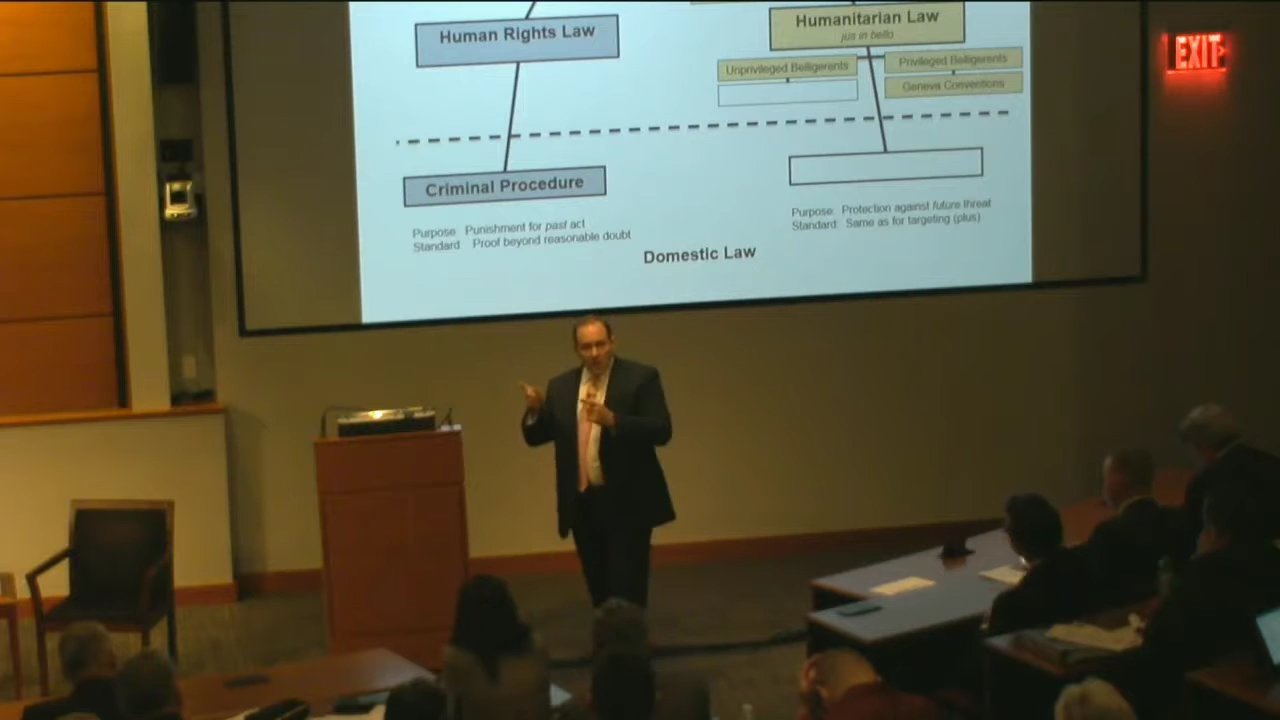 Human Rights Law
Humanitarian Law
jus in bello
Unprivileged Belligerents
Privileged Belligerents
Geneva Conventions
Criminal Procedure
Purpose: Punishment for past act
Standard Proof beyond reasonable doubt
Purpose: Protection against future threat
Standard: Same as for targeting (plus)
Domestic Law
EXIT